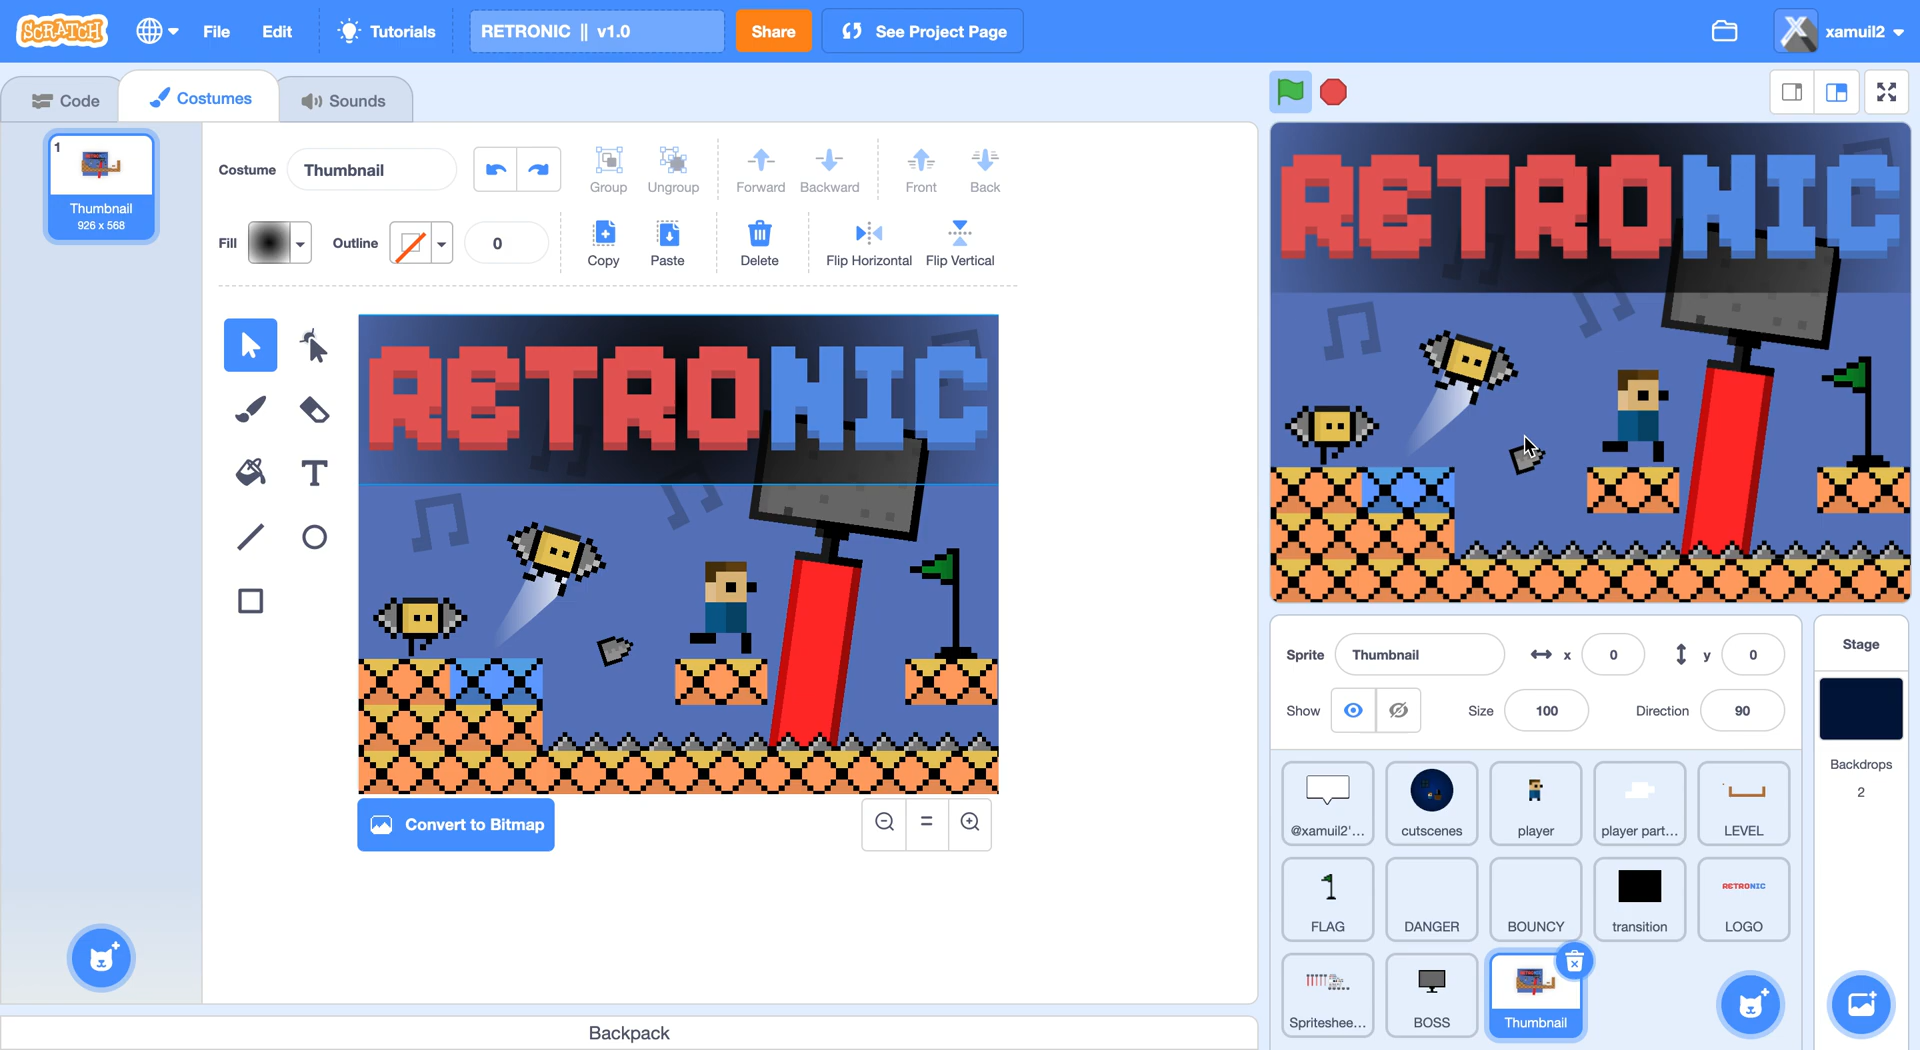 SCRATCH File Edit Tutorials RETRONIC || v1.0 Share See Project Page xamuil2
Code Costumes Sounds
1
Thumbnail
926 x 568
Costume Thumbnail Group Ungroup Forward Backward Front Back
Fill Outline 0 Copy Paste Delete Flip Horizontal Flip Vertical
RETRONIC
Convert to Bitmap
Backpack
RETRONIC
Sprite Thumbnail x 0 y 0
Show Size 100 Direction 90
Stage
Backdrops
2
@xamuil2'... cutscenes player player part... LEVEL
RETRONIC
FLAG DANGER BOUNCY transition LOGO
Spriteshee... BOSS Thumbnail